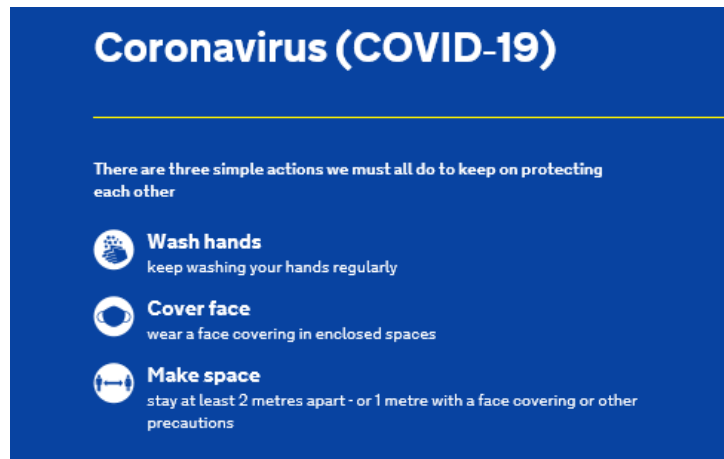 Coronavirus (COVID-19)
There are three simple actions we must all do to keep on protecting
each other
Wash hands
keep washing your hands regularly
Cover face
wear a face covering in enclosed spaces
Make space
stay at least 2 metres apart - or 1 metre with a face covering or other
precautions